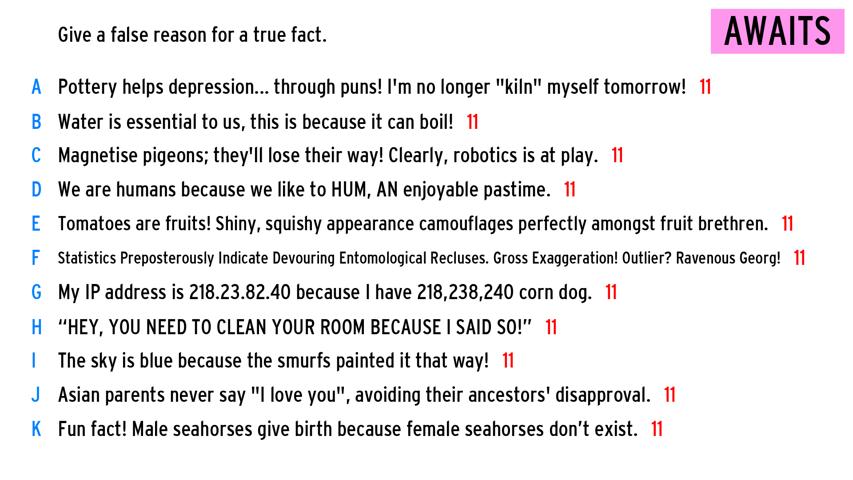 Give a false reason for a true fact.
AWAITS
A Pottery helps depression... through puns! I'm no longer "kiln" myself tomorrow! 11
B Water is essential to us, this is because it can boil! 11
C Magnetise pigeons; they'll lose their way! Clearly, robotics is at play. 11
D We are humans because we like to HUM, AN enjoyable pastime. 11
E Tomatoes are fruits! Shiny, squishy appearance camouflages perfectly amongst fruit brethren. 11
F Statistics Preposterously Indicate Devouring Entomological Recluses. Gross Exaggeration! Outlier? Ravenous Georg! 11
G My IP address is 218.23.82.40 because I have 218,238,240 corn dog. 11
H “HEY, YOU NEED TO CLEAN YOUR ROOM BECAUSE I SAID SO!” 11
I The sky is blue because the smurfs painted it that way! 11
J Asian parents never say "I love you", avoiding their ancestors' disapproval. 11
K Fun fact! Male seahorses give birth because female seahorses don’t exist. 11